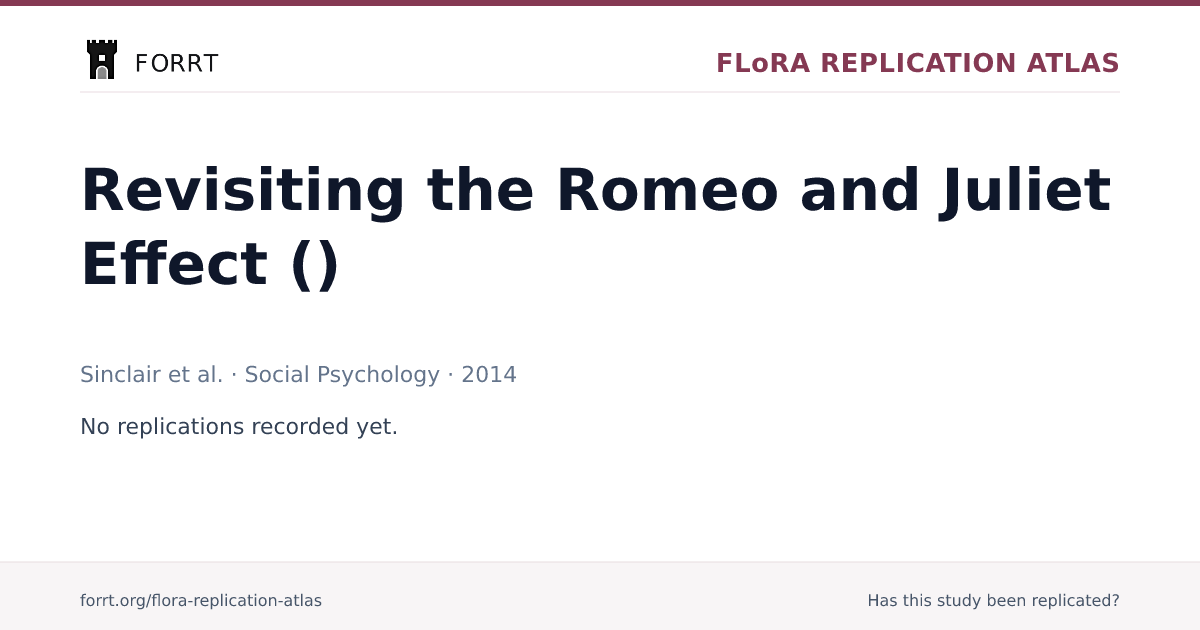 FORRT
FLoRA REPLICATION ATLAS
Revisiting the Romeo and Juliet
Effect ()
Sinclair et al. · Social Psychology · 2014
No replications recorded yet.
forrt.org/flora-replication-atlas
Has this study been replicated?